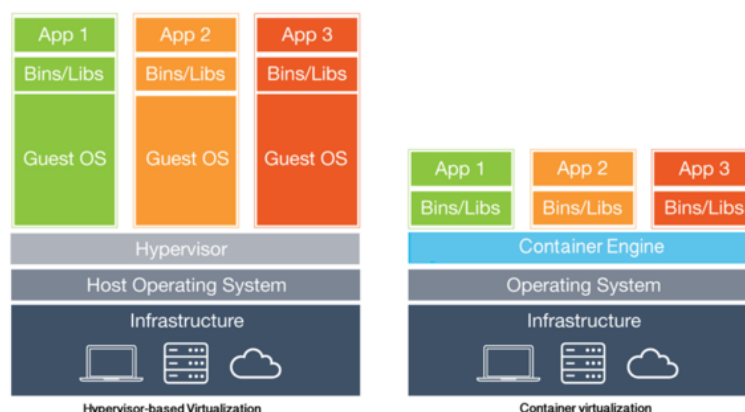 App 1
App 2
App 3
Bins/Libs
Bins/Libs
Bins/Libs
Guest OS
Guest OS
Guest OS
Hypervisor
Host Operating System
Infrastructure
Hypervisor-based Virtualization
App 1
App 2
App 3
Bins/Libs
Bins/Libs
Bins/Libs
Container Engine
Operating System
Infrastructure
Container virtualization